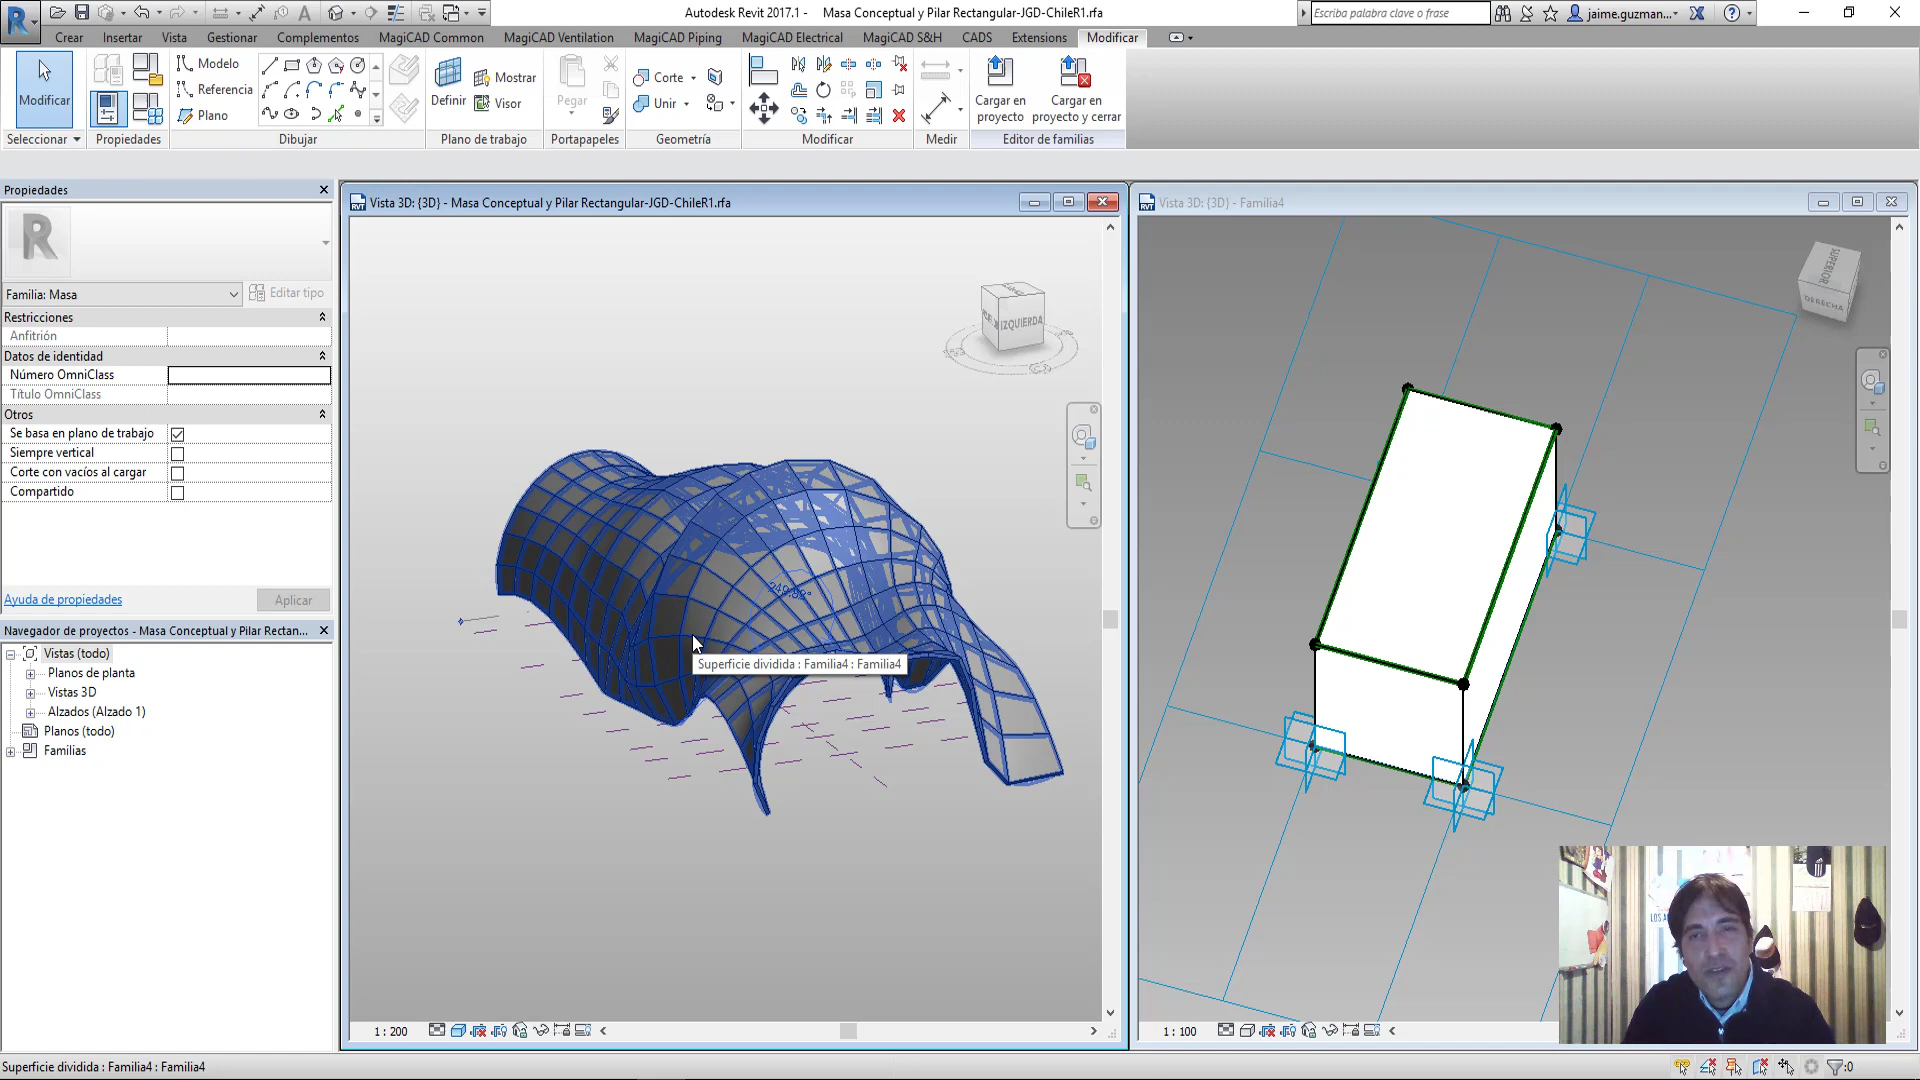 Autodesk Revit 2017.1 - Masa Conceptual y Pilar Rectangular-JGD-ChileR1.rfa
Escriba palabra clave o frase
jaime.guzman...
Crear Insertar Vista Gestionar Complementos MagiCAD Common MagiCAD Ventilation MagiCAD Piping MagiCAD Electrical MagiCAD S&H CADS Extensions Modificar
Modificar
Modelo
Referencia
Plano
Definir
Mostrar
Visor
Pegar
Corte
Unir
Cargar en proyecto
Cargar en proyecto y cerrar
Seleccionar Propiedades Dibujar Plano de trabajo Portapapeles Geometría Modificar Medir Editor de familias
Propiedades
Familia: Masa
Editar tipo
Restricciones
Anfitrión
Datos de identidad
Número OmniClass
Título OmniClass
Otros
Se basa en plano de trabajo
Siempre vertical
Corte con vacíos al cargar
Compartido
Ayuda de propiedades
Aplicar
Navegador de proyectos - Masa Conceptual y Pilar Rectan...
Vistas (todo)
Planos de planta
Vistas 3D
Alzados (Alzado 1)
Planos (todo)
Familias
Vista 3D: {3D} - Masa Conceptual y Pilar Rectangular-JGD-ChileR1.rfa
IZQUIERDA
Superficie dividida : Familia4 : Familia4
1 : 200
Vista 3D: {3D} - Familia4
SUPERIOR
DERECHA
1 : 100
Superficie dividida : Familia4 : Familia4
:0